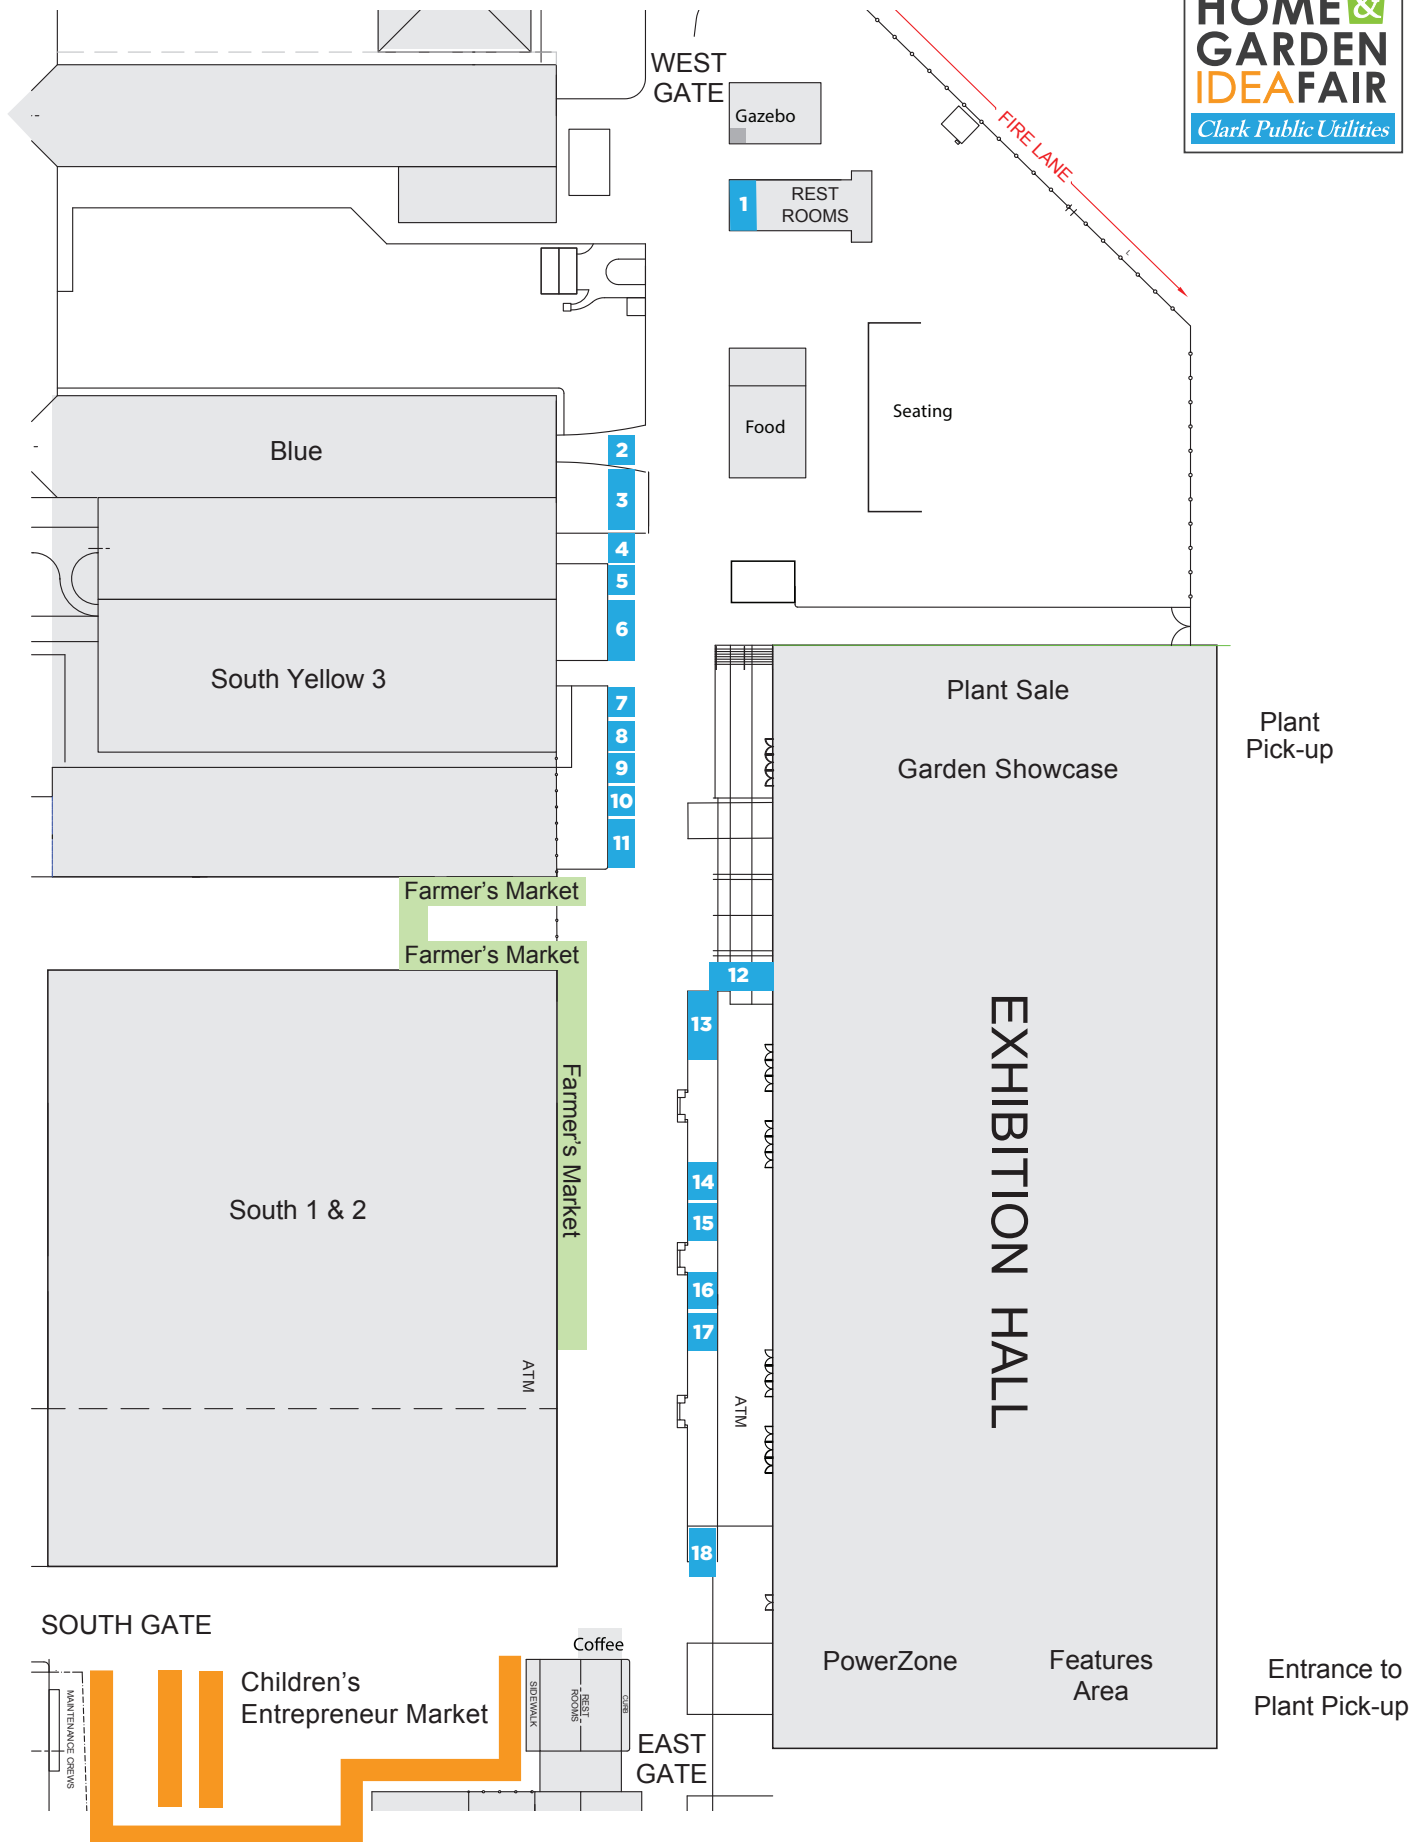 HOME &
GARDEN
IDEAFAIR
Clark Public Utilities
WEST
GATE
Gazebo
FIRE LANE
1
REST
ROOMS
L
Seating
Food
Blue
2
3
4
5
6
South Yellow 3
7
8
9
10
11
Plant Sale
Garden Showcase
Plant
Pick-up
Farmer's Market
Farmer's Market
Farmer's Market
12
13
14
15
16
17
18
EXHIBITION HALL
South 1 & 2
ATM
ATM
SOUTH GATE
Coffee
Children's
Entrepreneur Market
MAINTENANCE CREWS
SIDEWALK
REST
ROOMS
CURB
EAST
GATE
PowerZone
Features
Area
Entrance to
Plant Pick-up